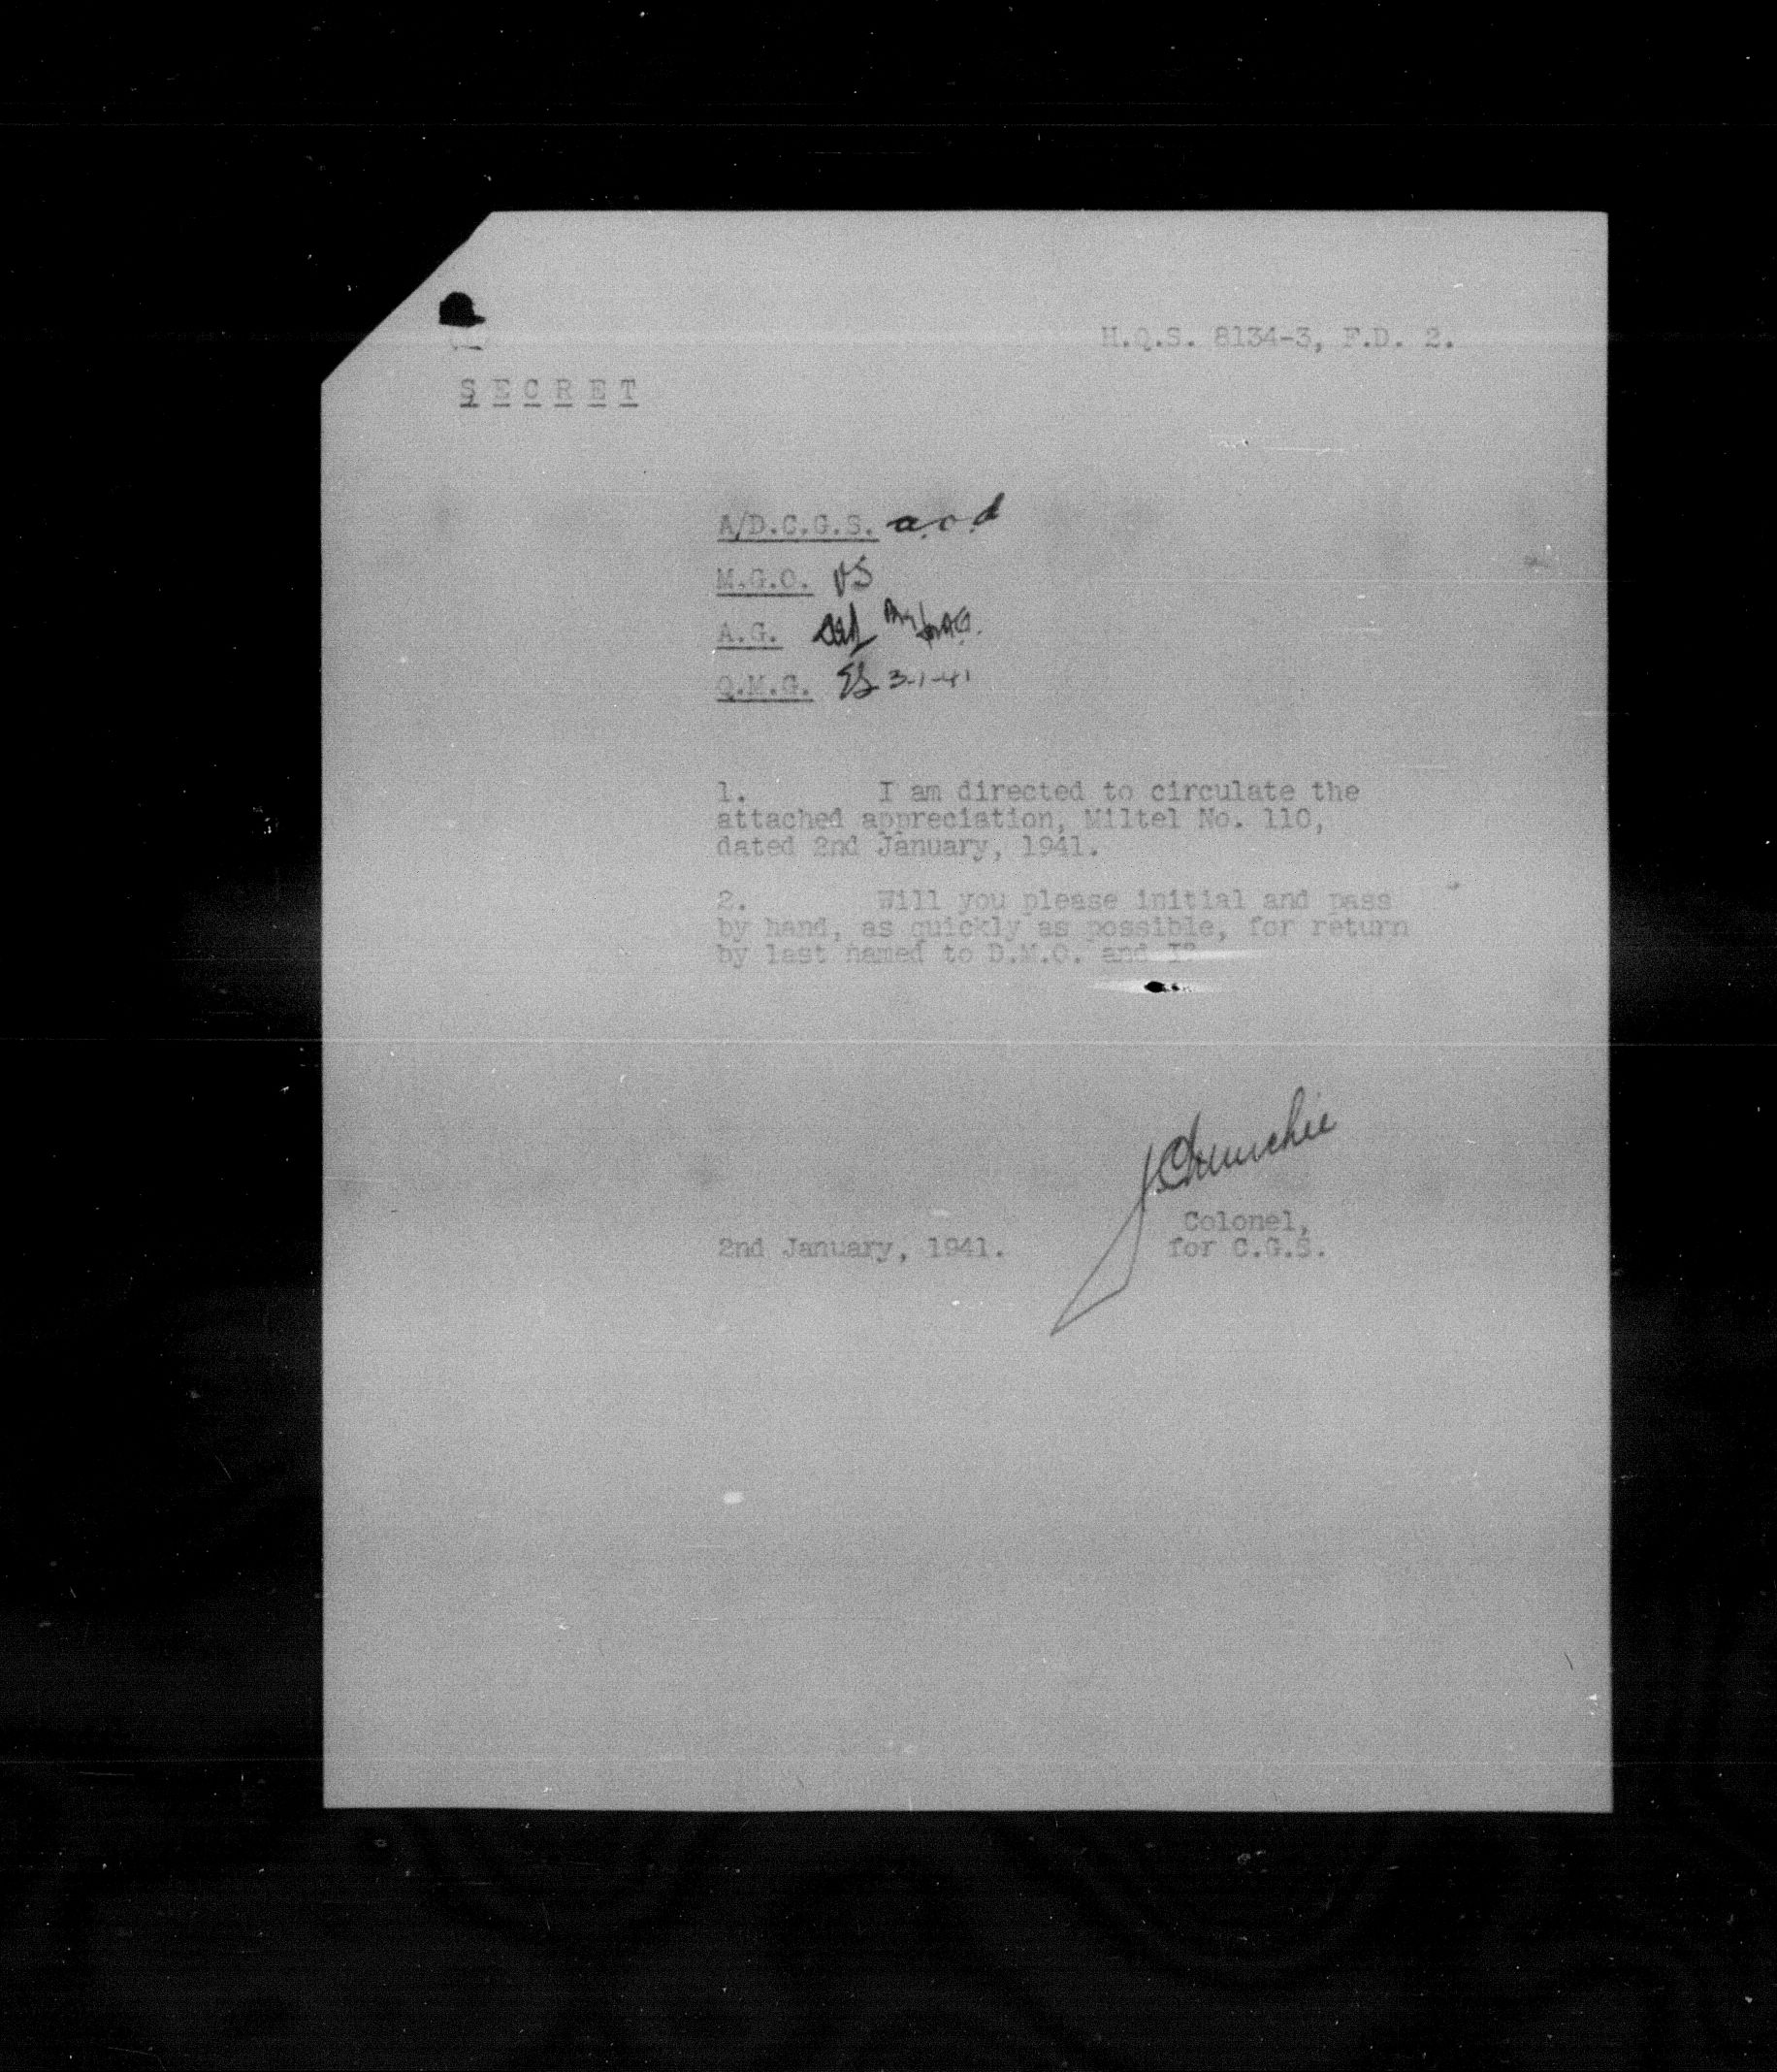 H.Q.S. 8134-3, F.D. 2.
S E C R E T
A/D.C.G.S. a.c.d
M.G.O. VS
A.G.
Q.M.G. ES 3-1-41
1. I am directed to circulate the
attached appreciation, Miltel No. 110,
dated 2nd January, 1941.
2. Will you please initial and pass
by hand, as quickly as possible, for return
by last named to D.M.O. and I?
Colonel,
2nd January, 1941. for C.G.S.